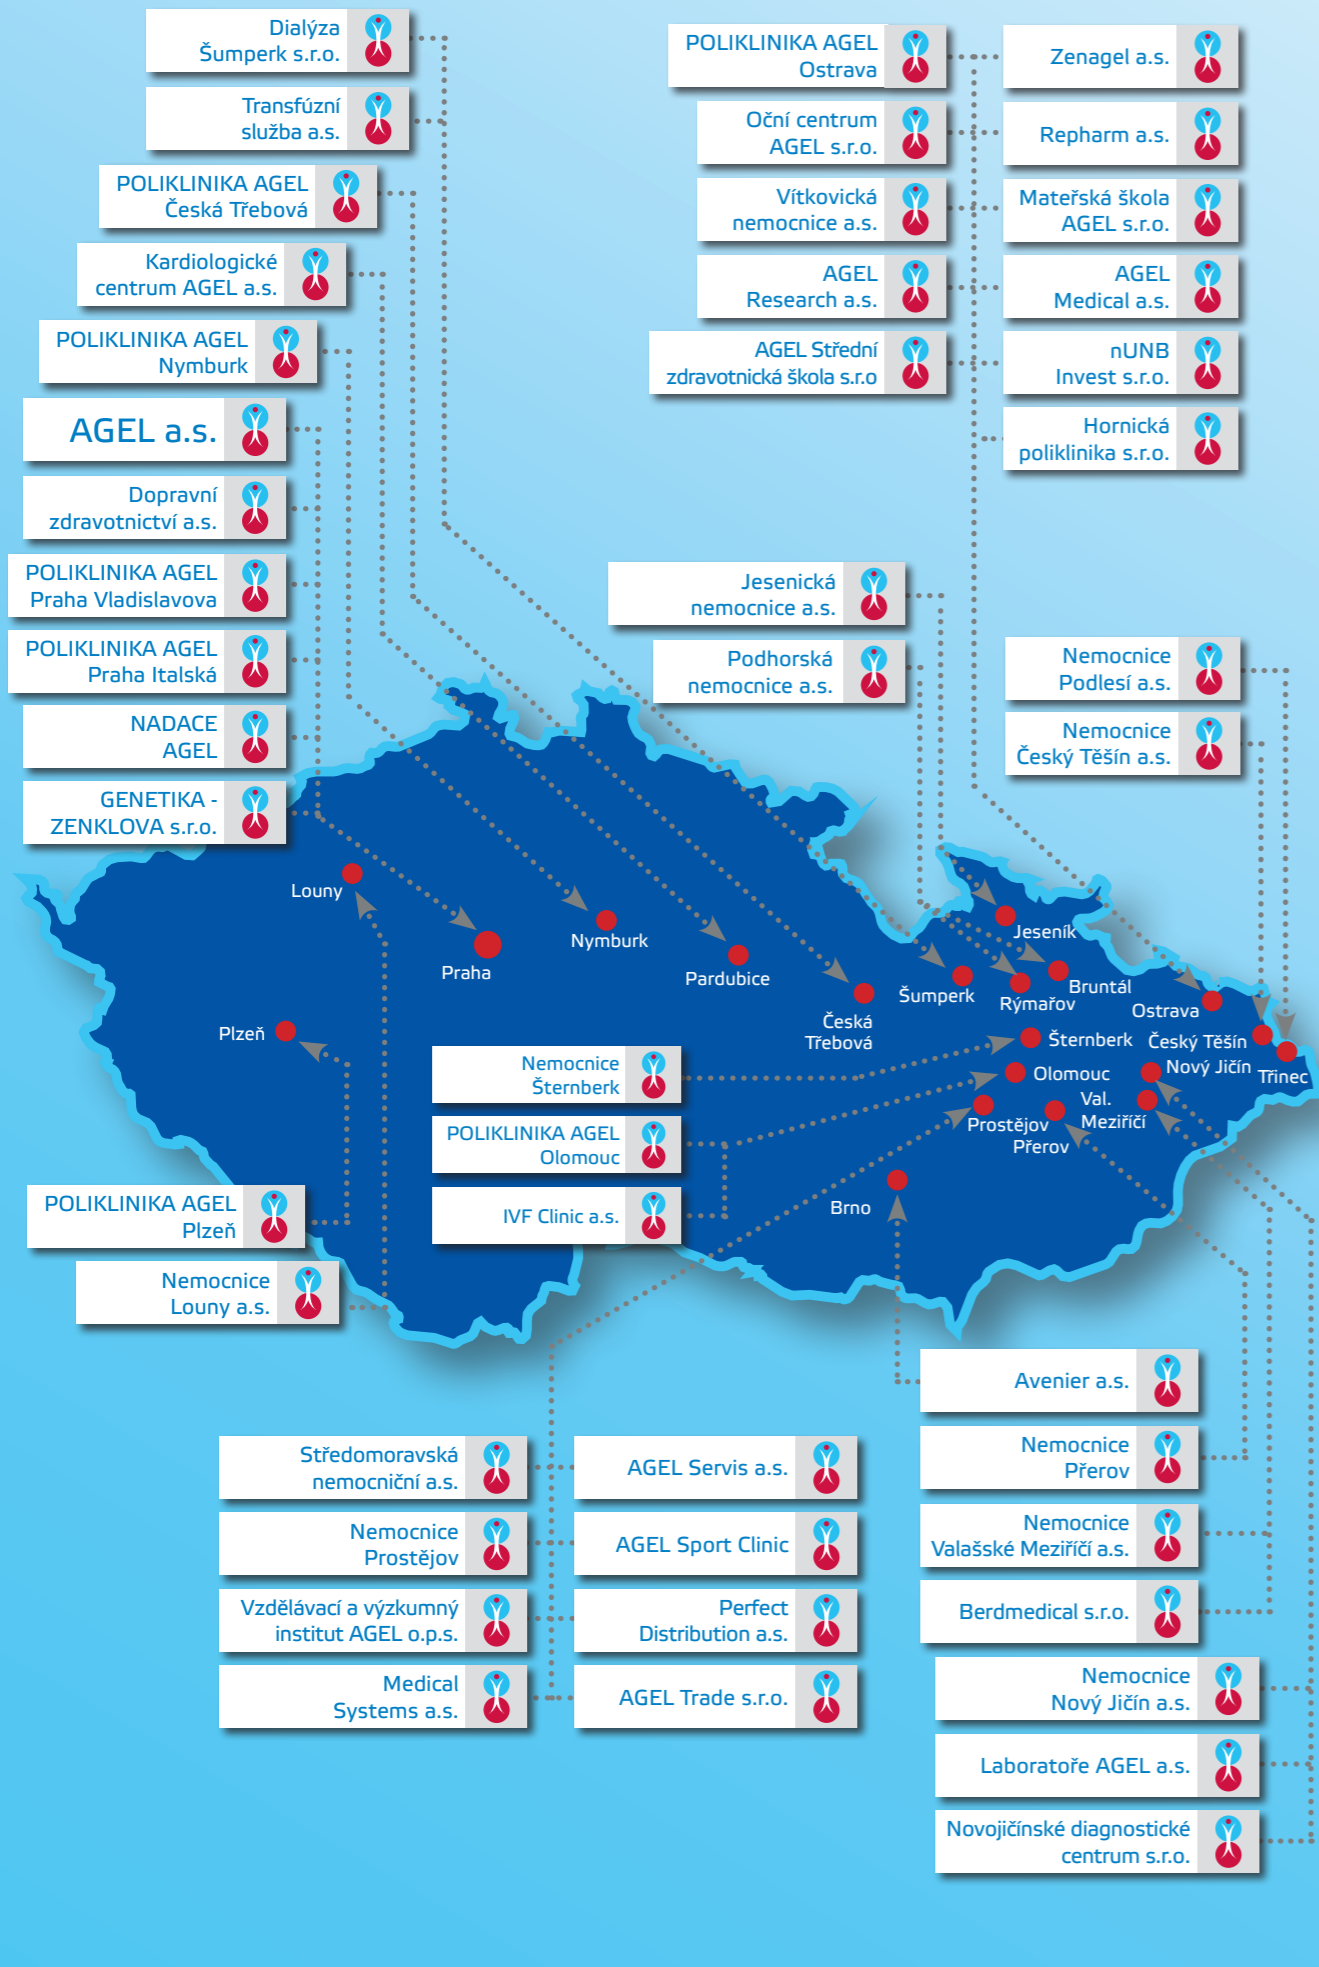 Dialýza
Šumperk s.r.o.
Transfúzní
služba a.s.
POLIKLINIKA AGEL
Česká Třebová
Kardiologické
centrum AGEL a.s.
POLIKLINIKA AGEL
Nymburk
AGEL a.s.
Dopravní
zdravotnictví a.s.
POLIKLINIKA AGEL
Praha Vladislavova
POLIKLINIKA AGEL
Praha Italská
NADACE
AGEL
GENETIKA -
ZENKLOVA s.r.o.
POLIKLINIKA AGEL
Ostrava
Oční centrum
AGEL s.r.o.
Vítkovická
nemocnice a.s.
AGEL
Research a.s.
AGEL Střední
zdravotnická škola s.r.o
Zenagel a.s.
Repharm a.s.
Mateřská škola
AGEL s.r.o.
AGEL
Medical a.s.
nUNB
Invest s.r.o.
Hornická
poliklinika s.r.o.
Jesenická
nemocnice a.s.
Podhorská
nemocnice a.s.
Nemocnice
Podlesí a.s.
Nemocnice
Český Těšín a.s.
Louny
Praha
Nymburk
Pardubice
Česká
Třebová
Šumperk
Jeseník
Rýmařov
Bruntál
Ostrava
Plzeň
Šternberk
Český Těšín
Olomouc
Nový Jičín
Třinec
Val.
Meziříčí
Prostějov
Přerov
Brno
Nemocnice
Šternberk
POLIKLINIKA AGEL
Olomouc
IVF Clinic a.s.
POLIKLINIKA AGEL
Plzeň
Nemocnice
Louny a.s.
Středomoravská
nemocniční a.s.
Nemocnice
Prostějov
Vzdělávací a výzkumný
institut AGEL o.p.s.
Medical
Systems a.s.
AGEL Servis a.s.
AGEL Sport Clinic
Perfect
Distribution a.s.
AGEL Trade s.r.o.
Avenier a.s.
Nemocnice
Přerov
Nemocnice
Valašské Meziříčí a.s.
Berdmedical s.r.o.
Nemocnice
Nový Jičín a.s.
Laboratoře AGEL a.s.
Novojičínské diagnostické
centrum s.r.o.